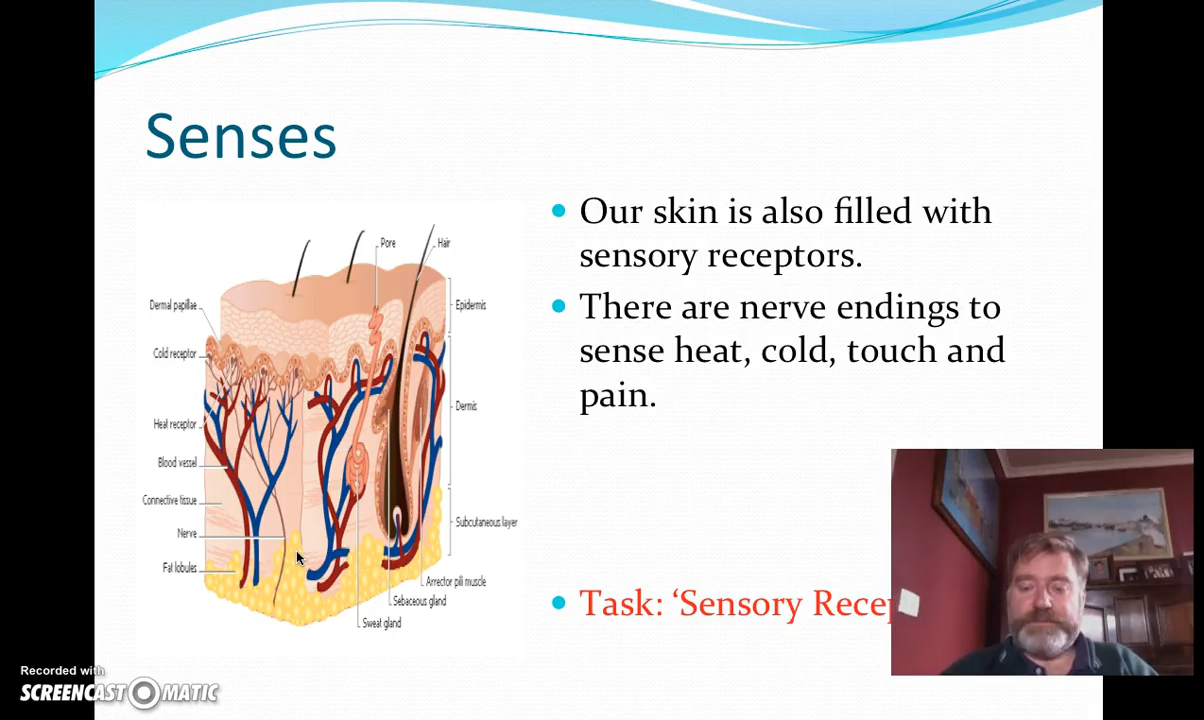 Senses
Our skin is also filled with
sensory receptors.
There are nerve endings to
sense heat, cold, touch and
pain.
Task: ‘Sensory Recep
Pore
Hair
Dermal papillae
Epidermis
Cold receptor
Dermis
Heal receptor
Blood vessel
Connective tissue
Subcutaneous layer
Nerve
Fat lobules
Arrector pili muscle
Sebaceous gland
Sweat gland
Recorded with
SCREENCAST MATIC